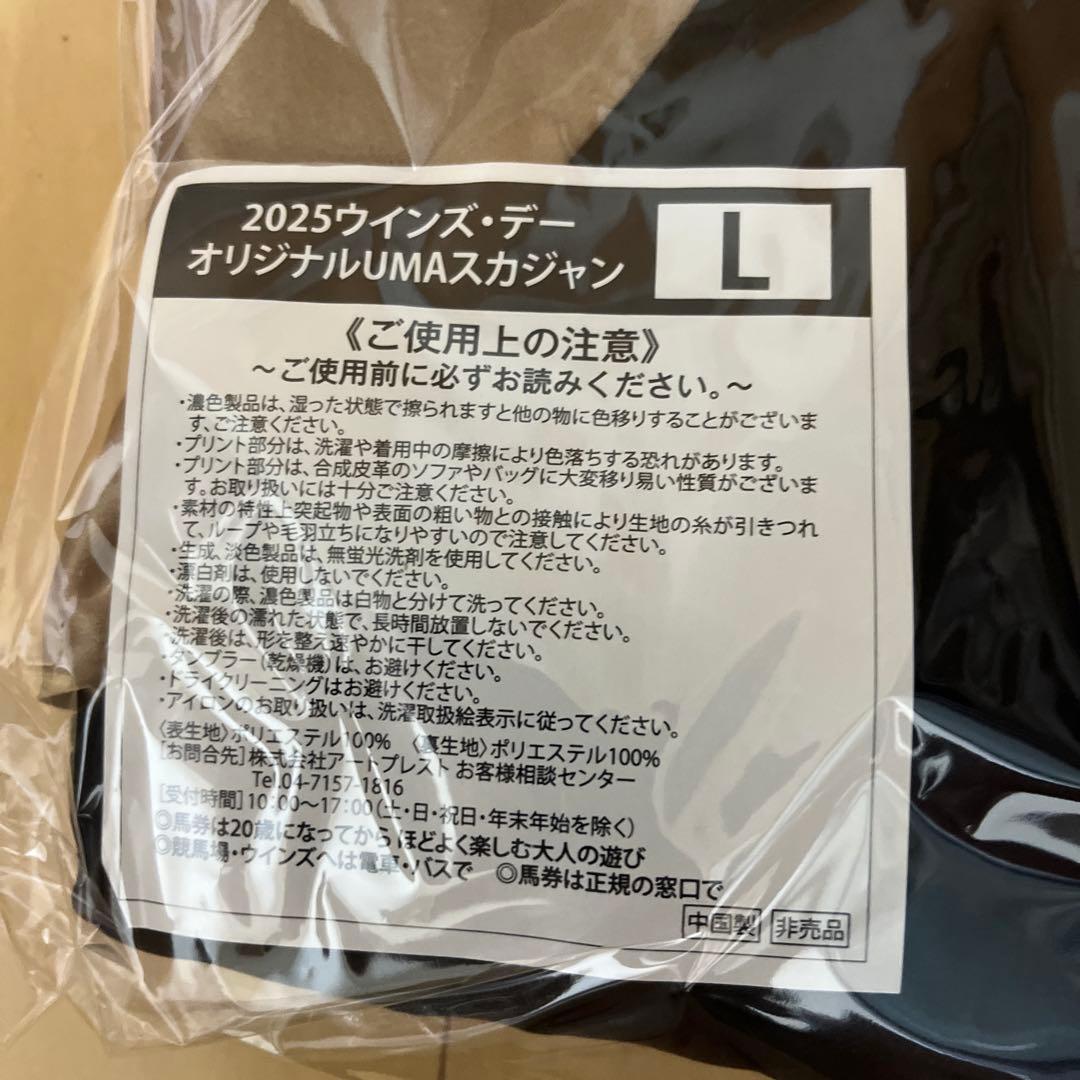 2025ウインズ・デー
オリジナルUMAスカジャン
L
《ご使用上の注意》
～ご使用前に必ずお読みください。～
・濃色製品は、湿った状態で擦られますと他の物に色移りすることがございま
す、ご注意ください。
・プリント部分は、洗濯や着用中の摩擦により色落ちする恐れがあります。
・プリント部分は、合成皮革のソファやバッグに大変移り易い性質がございま
す。お取り扱いには十分ご注意ください。
・素材の特性上突起物や表面の粗い物との接触により生地の糸が引きつれ
て、ループや毛羽立ちになりやすいので注意してください。
・生成、淡色製品は、無蛍光洗剤を使用してください。
・漂白剤は、使用しないでください。
・洗濯の際、濃色製品は白物と分けて洗ってください。
・洗濯後の濡れた状態で、長時間放置しないでください。
・洗濯後は、形を整え速やかに干してください。
・タンブラー(乾燥機)は、お避けください。
・ドライクリーニングはお避けください。
・アイロンのお取り扱いは、洗濯取扱絵表示に従ってください。
〈表生地〉ポリエステル100% 〈裏生地〉ポリエステル100%
[お問合先]株式会社アートプレスト お客様相談センター
Tel.04-7157-1816
[受付時間]10:00～17:00(土・日・祝日・年末年始を除く)
◎馬券は20歳になってから ほどよく楽しむ大人の遊び
◎競馬場・ウインズへは電車・バスで ◎馬券は正規の窓口で
中国製 非売品